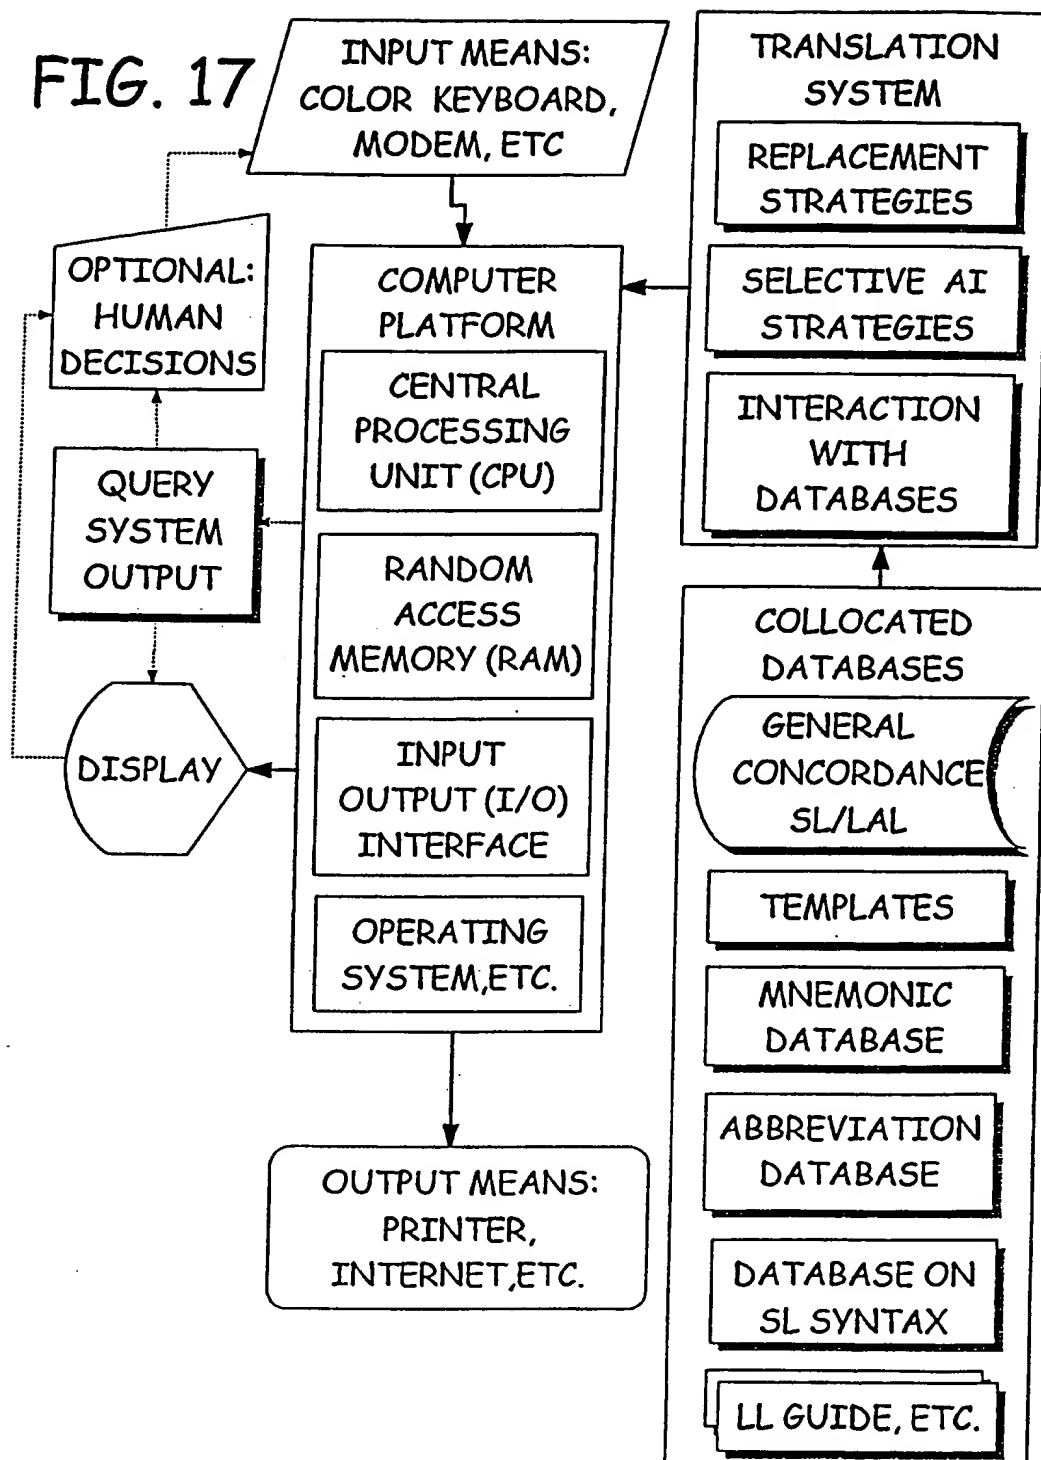 FIG. 17
INPUT MEANS:
COLOR KEYBOARD,
MODEM, ETC
OPTIONAL:
HUMAN
DECISIONS
QUERY
SYSTEM
OUTPUT
DISPLAY
COMPUTER
PLATFORM
CENTRAL
PROCESSING
UNIT (CPU)
RANDOM
ACCESS
MEMORY (RAM)
INPUT
OUTPUT (I/O)
INTERFACE
OPERATING
SYSTEM,ETC.
OUTPUT MEANS:
PRINTER,
INTERNET,ETC.
TRANSLATION
SYSTEM
REPLACEMENT
STRATEGIES
SELECTIVE AI
STRATEGIES
INTERACTION
WITH
DATABASES
COLLOCATED
DATABASES
GENERAL
CONCORDANCE
SL/LAL
TEMPLATES
MNEMONIC
DATABASE
ABBREVIATION
DATABASE
DATABASE ON
SL SYNTAX
LL GUIDE, ETC.